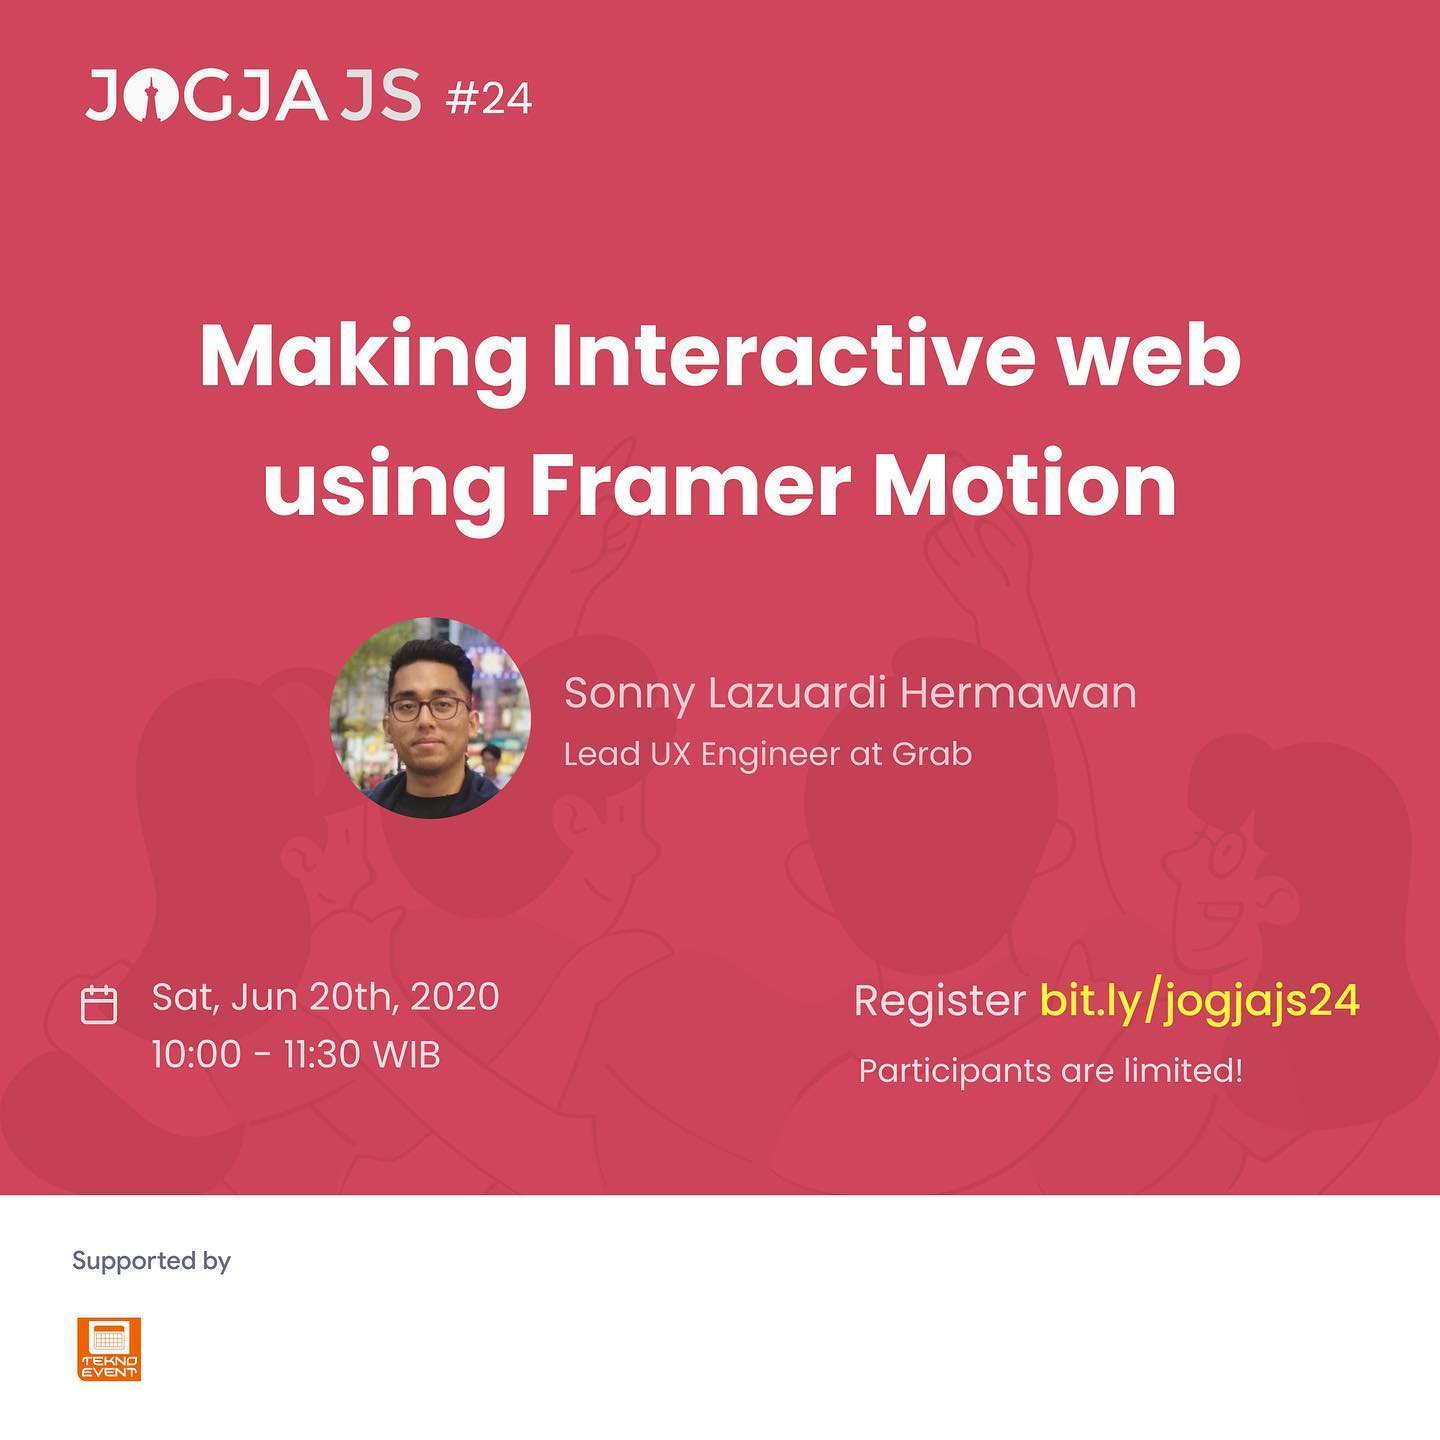 JOGJA JS #24
Making Interactive web
using Framer Motion
Sonny Lazuardi Hermawan
Lead UX Engineer at Grab
Sat, Jun 20th, 2020
10:00 - 11:30 WIB
Register bit.ly/jogjajs24
Participants are limited!
Supported by
TEKNO
EVENT